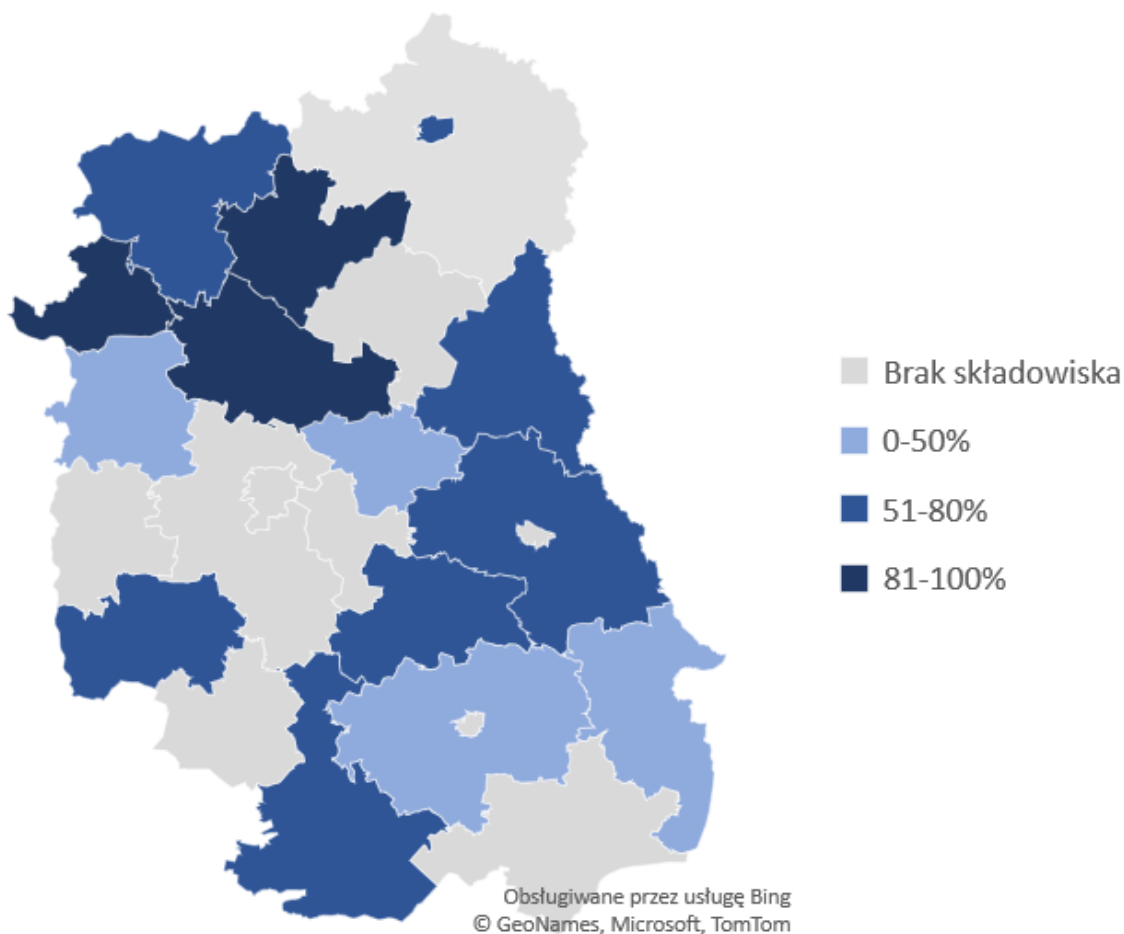 Brak składowiska
0-50%
51-80%
81-100%
Obsługiwane przez usługę Bing
© GeoNames, Microsoft, TomTom